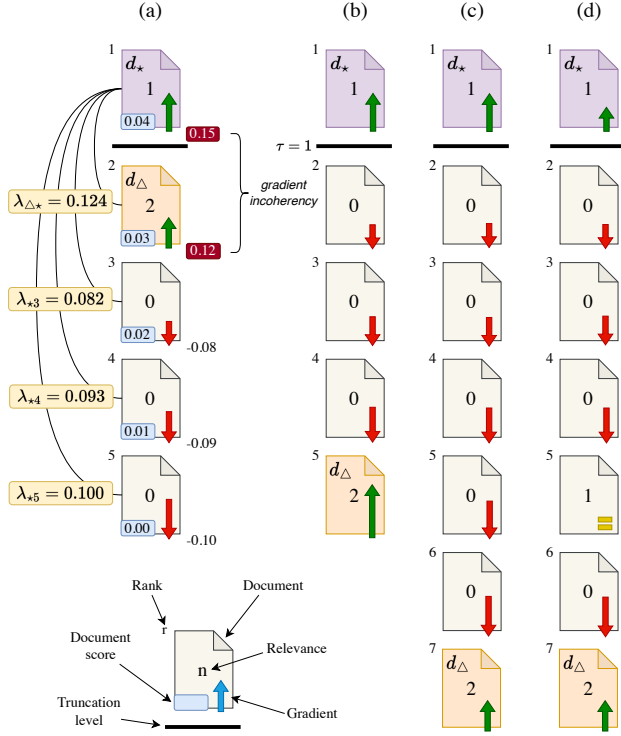 (a)
(b)
(c)
(d)
1
d⋆
1
0.04
0.15
1
d⋆
1
1
d⋆
1
1
d⋆
1
τ = 1
gradient
incoherency
λ△⋆ = 0.124
2
d△
2
0.03
0.12
2
0
2
0
2
0
λ⋆3 = 0.082
3
0
0.02
-0.08
3
0
3
0
3
0
λ⋆4 = 0.093
4
0
0.01
-0.09
4
0
4
0
4
0
λ⋆5 = 0.100
5
0
0.00
-0.10
5
d△
2
5
0
5
1
6
0
6
0
7
d△
2
7
d△
2
Rank
Document
r
Document
score
n
Relevance
Truncation
level
Gradient